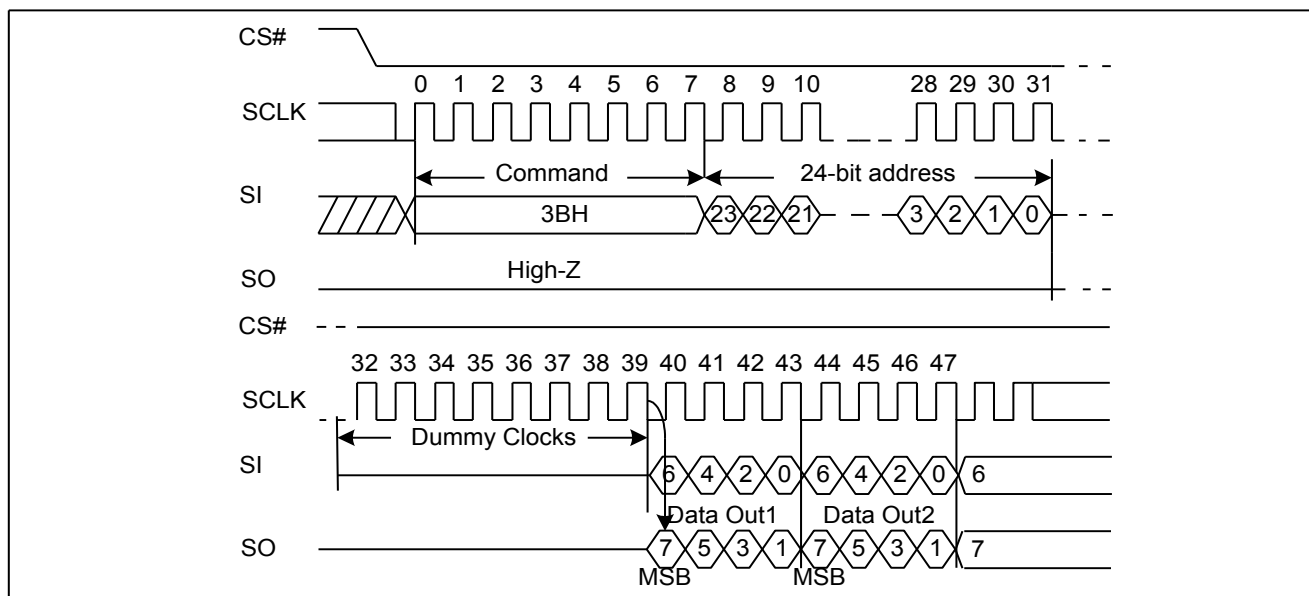 CS#
0 1 2 3 4 5 6 7 8 9 10 28 29 30 31
SCLK
Command 24-bit address
SI
3BH 23 22 21 3 2 1 0
High-Z
SO
CS#
32 33 34 35 36 37 38 39 40 41 42 43 44 45 46 47
SCLK
Dummy Clocks
SI
6 4 2 0 6 4 2 0 6
Data Out1 Data Out2
SO
7 5 3 1 7 5 3 1 7
MSB MSB